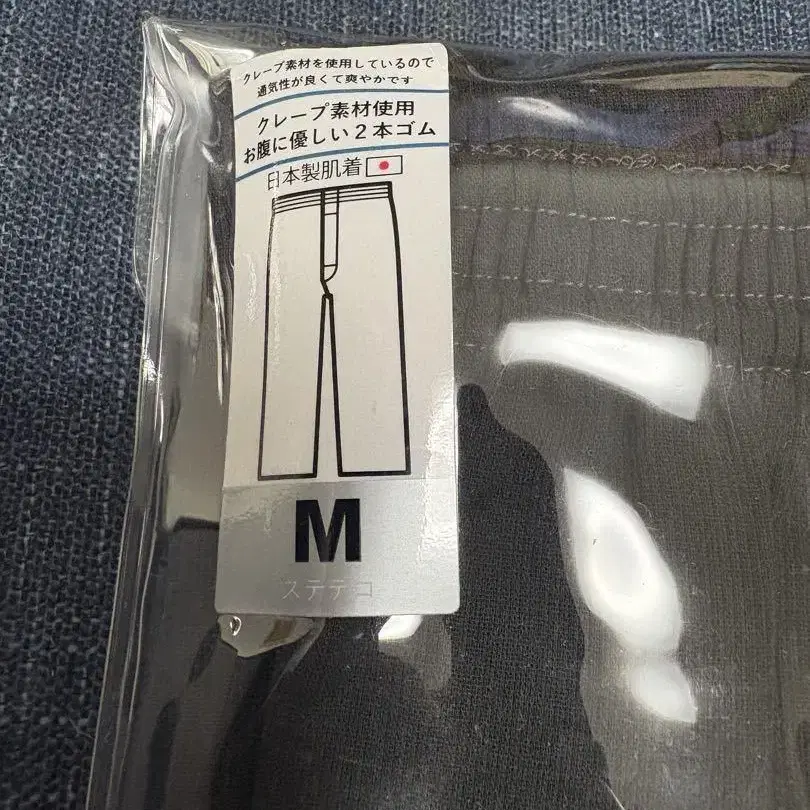 クレープ素材を使用しているので
通気性が良くて爽やかです
クレープ素材使用
お腹に優しい2本ゴム
日本製肌着
M
ステテコ